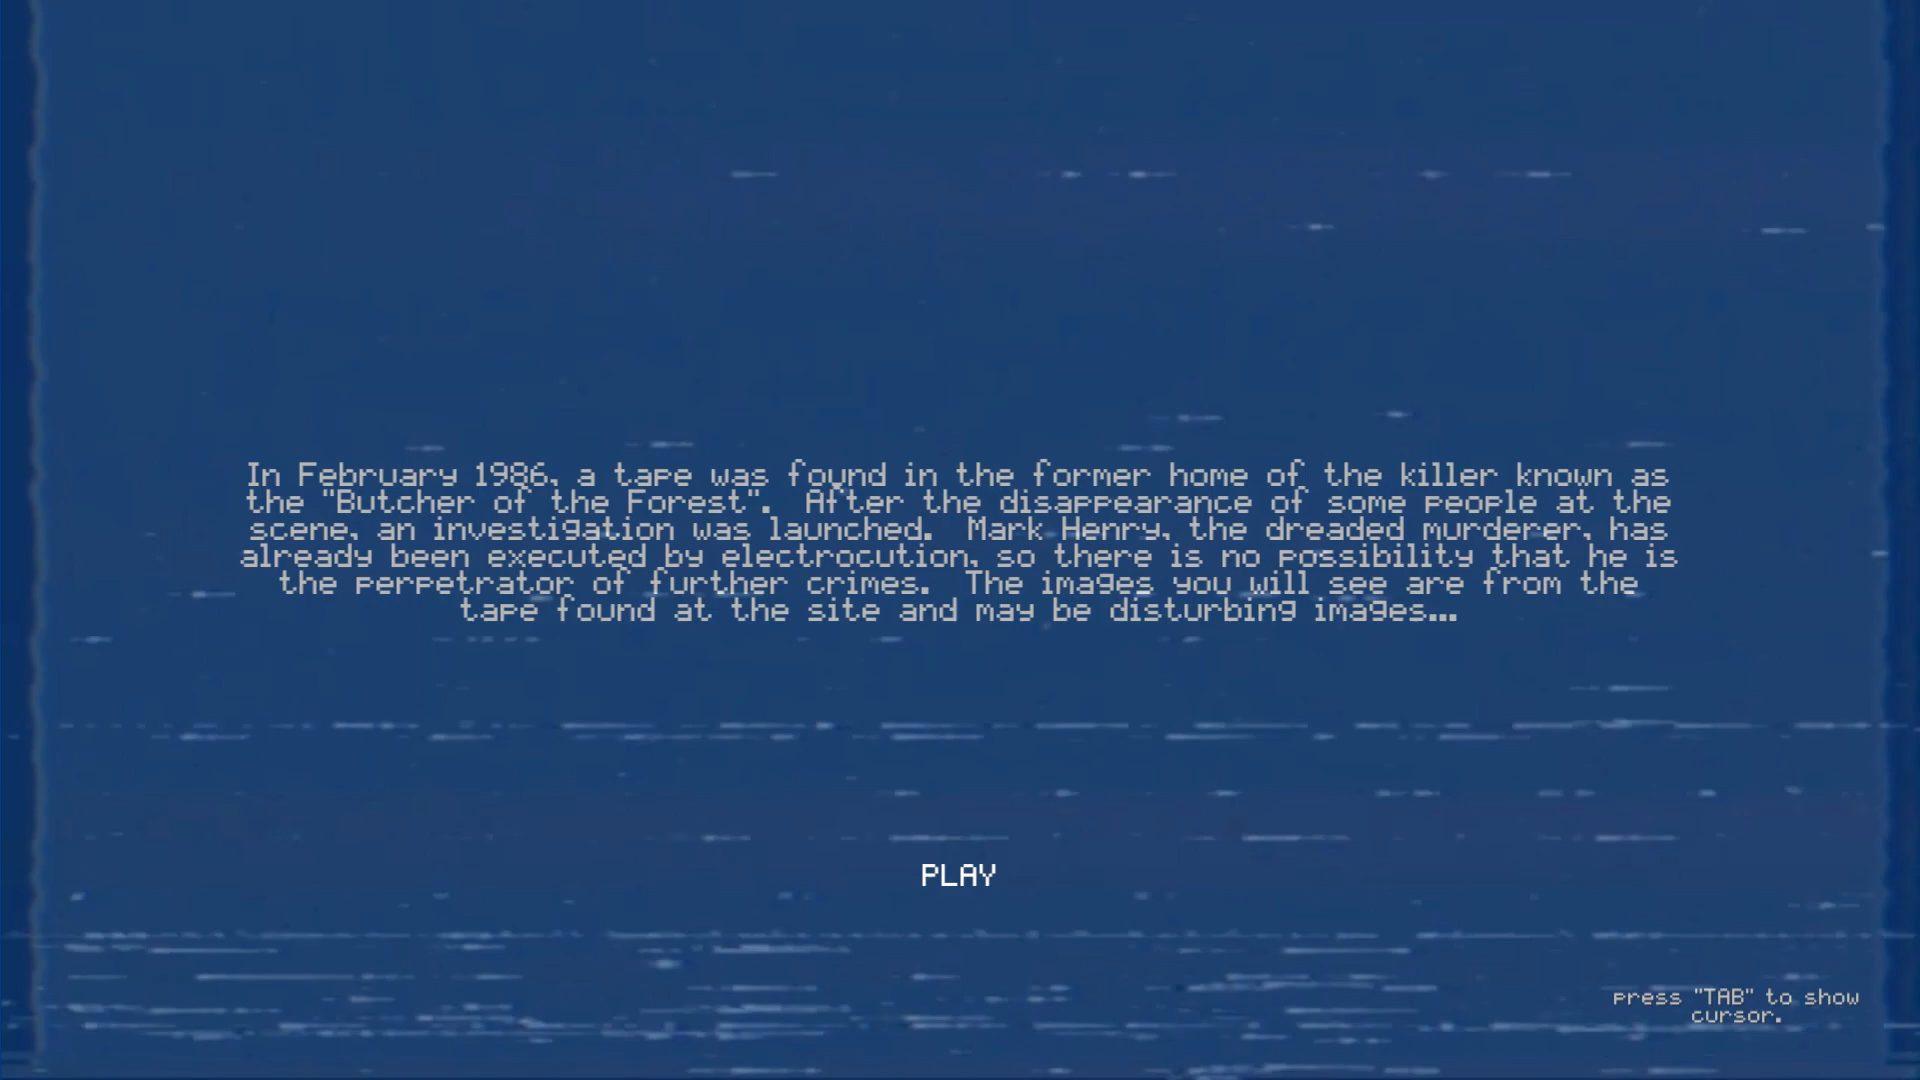 In February 1986, a tape was found in the former home of the killer known as
the "Butcher of the Forest".  After the disappearance of some people at the
scene, an investigation was launched.  Mark Henry, the dreaded murderer, has
already been executed by electrocution, so there is no possibility that he is
the perpetrator of further crimes.  The images you will see are from the
tape found at the site and may be disturbing images...
PLAY
press "TAB" to show
cursor.